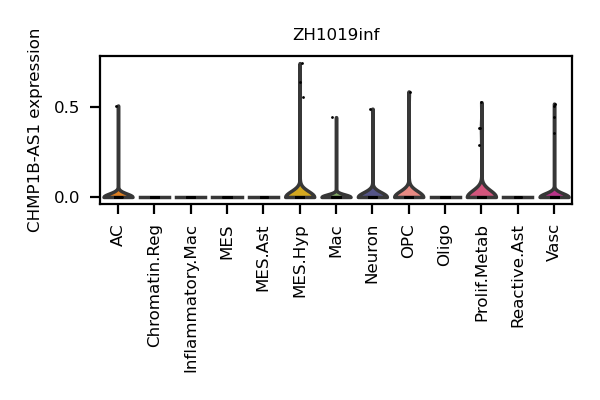 ZH1019inf
CHMP1B-AS1 expression
0.5
0.0
AC
Chromatin.Reg
Inflammatory.Mac
MES
MES.Ast
MES.Hyp
Mac
Neuron
OPC
Oligo
Prolif.Metab
Reactive.Ast
Vasc